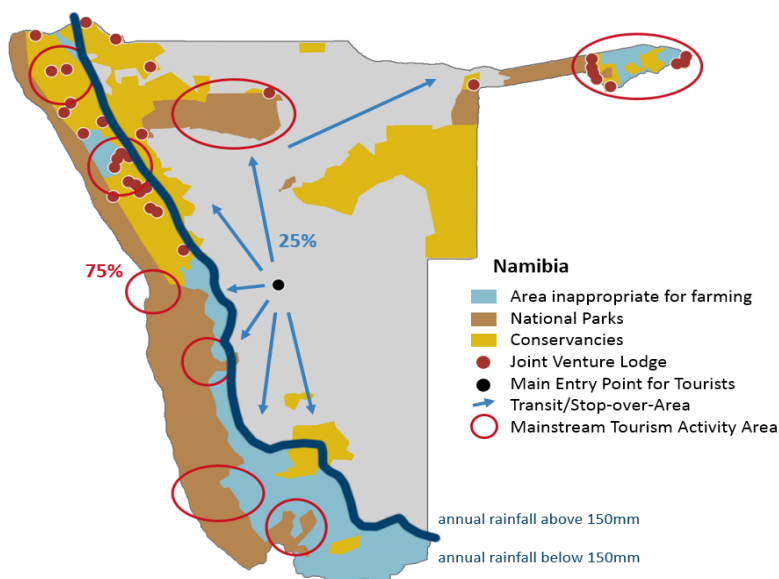 25%
75%
Namibia
Area inappropriate for farming
National Parks
Conservancies
Joint Venture Lodge
Main Entry Point for Tourists
Transit/Stop-over-Area
Mainstream Tourism Activity Area
annual rainfall above 150mm
annual rainfall below 150mm